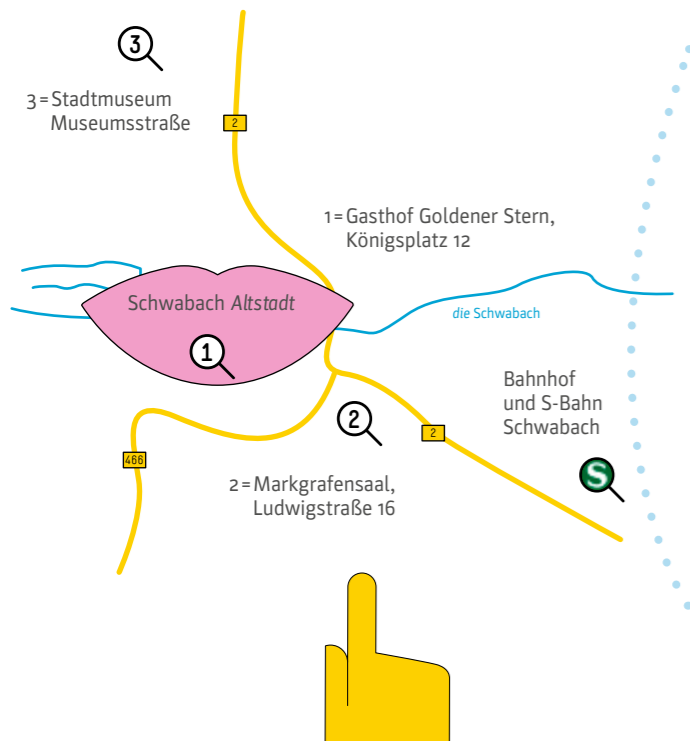 3
3=Stadtmuseum
Museumsstraße
2
1=Gasthof Goldener Stern,
Königsplatz 12
Schwabach Altstadt
die Schwabach
1
Bahnhof
und S-Bahn
Schwabach
2
2
466
S
2=Markgrafensaal,
Ludwigstraße 16